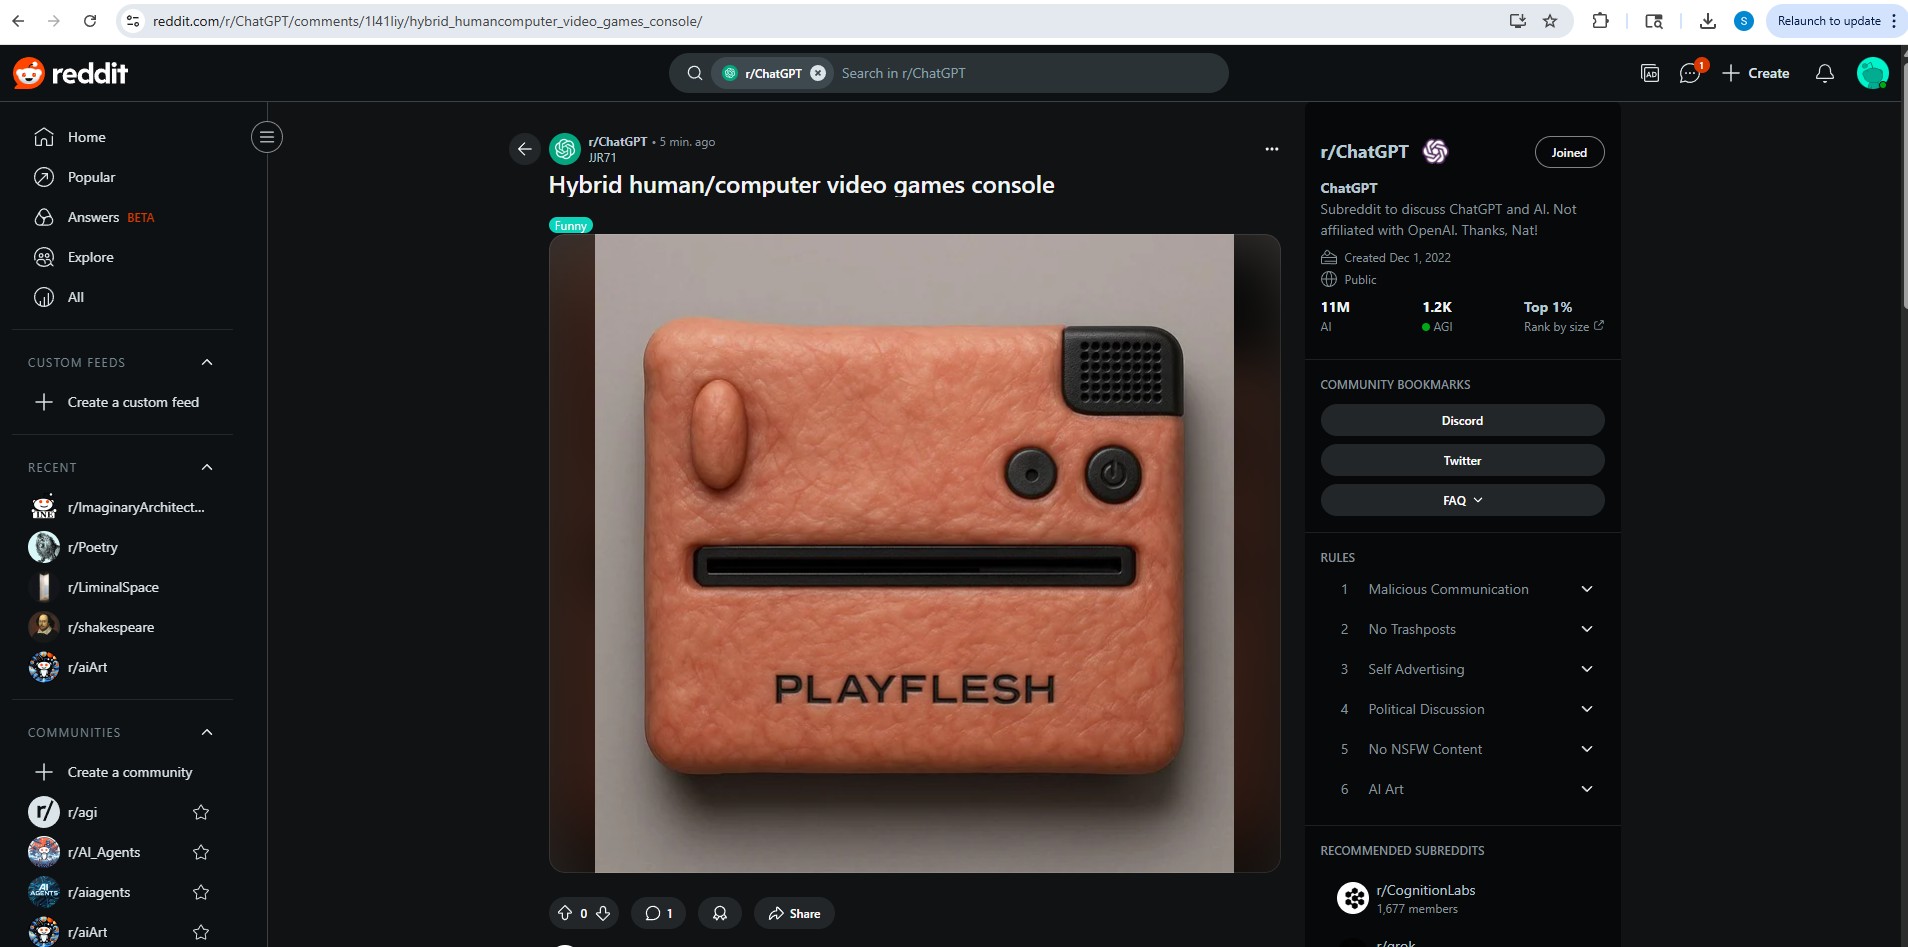 reddit.com/r/ChatGPT/comments/1l41liy/hybrid_humancomputer_video_games_console/
S
Relaunch to update
reddit
r/ChatGPT
Search in r/ChatGPT
AD
1
Create
Home
Popular
Answers BETA
Explore
All
CUSTOM FEEDS
Create a custom feed
RECENT
r/ImaginaryArchitect...
r/Poetry
r/LiminalSpace
r/shakespeare
r/aiArt
COMMUNITIES
Create a community
r/
r/agi
r/AI_Agents
AI
AGENTS
r/aiagents
r/aiArt
r/ChatGPT • 5 min. ago
JJR71
Hybrid human/computer video games console
Funny
PLAYFLESH
0
1
Share
r/ChatGPT
Joined
ChatGPT
Subreddit to discuss ChatGPT and AI. Not
affiliated with OpenAI. Thanks, Nat!
Created Dec 1, 2022
Public
11M 1.2K Top 1%
AI AGI Rank by size
COMMUNITY BOOKMARKS
Discord
Twitter
FAQ
RULES
1 Malicious Communication
2 No Trashposts
3 Self Advertising
4 Political Discussion
5 No NSFW Content
6 AI Art
RECOMMENDED SUBREDDITS
r/CognitionLabs
1,677 members
r/grok